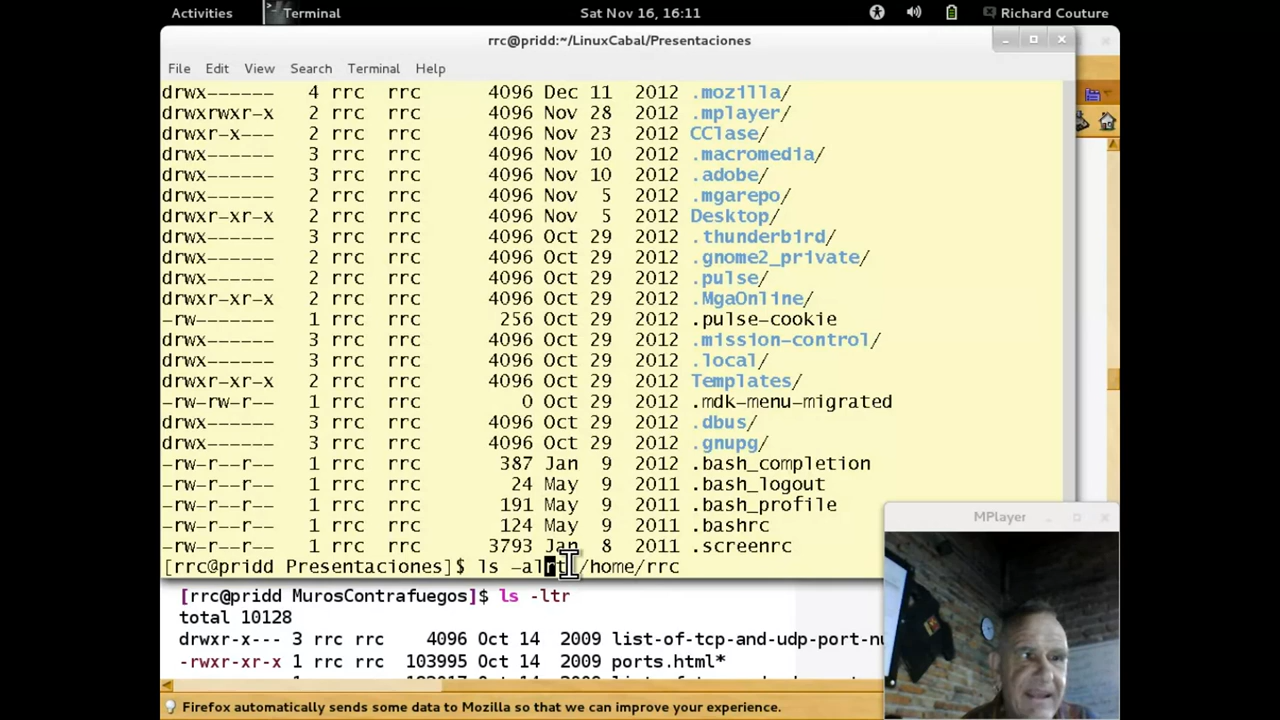 Activities Terminal Sat Nov 16, 16:11 Richard Couture
rrc@pridd:~/LinuxCabal/Presentaciones
File Edit View Search Terminal Help
drwx------ 4 rrc rrc 4096 Dec 11 2012 .mozilla/
drwxrwxr-x 2 rrc rrc 4096 Nov 28 2012 .mplayer/
drwxr-x--- 2 rrc rrc 4096 Nov 23 2012 CClase/
drwx------ 3 rrc rrc 4096 Nov 10 2012 .macromedia/
drwx------ 3 rrc rrc 4096 Nov 10 2012 .adobe/
drwx------ 2 rrc rrc 4096 Nov 5 2012 .mgarepo/
drwxr-xr-x 2 rrc rrc 4096 Nov 5 2012 Desktop/
drwx------ 3 rrc rrc 4096 Oct 29 2012 .thunderbird/
drwx------ 2 rrc rrc 4096 Oct 29 2012 .gnome2_private/
drwx------ 2 rrc rrc 4096 Oct 29 2012 .pulse/
drwxr-xr-x 2 rrc rrc 4096 Oct 29 2012 .MgaOnline/
-rw------- 1 rrc rrc 256 Oct 29 2012 .pulse-cookie
drwx------ 3 rrc rrc 4096 Oct 29 2012 .mission-control/
drwx------ 3 rrc rrc 4096 Oct 29 2012 .local/
drwxr-xr-x 2 rrc rrc 4096 Oct 29 2012 Templates/
-rw-rw-r-- 1 rrc rrc 0 Oct 29 2012 .mdk-menu-migrated
drwx------ 3 rrc rrc 4096 Oct 29 2012 .dbus/
drwx------ 3 rrc rrc 4096 Oct 29 2012 .gnupg/
-rw-r--r-- 1 rrc rrc 387 Jan 9 2012 .bash_completion
-rw-r--r-- 1 rrc rrc 24 May 9 2011 .bash_logout
-rw-r--r-- 1 rrc rrc 191 May 9 2011 .bash_profile
-rw-r--r-- 1 rrc rrc 124 May 9 2011 .bashrc
-rw-r--r-- 1 rrc rrc 3793 Jan 8 2011 .screenrc
[rrc@pridd Presentaciones]$ ls -alrt /home/rrc
MPlayer
[rrc@pridd MurosContrafuegos]$ ls -ltr
total 10128
drwxr-x--- 3 rrc rrc 4096 Oct 14 2009 list-of-tcp-and-udp-port-nu
-rwxr-xr-x 1 rrc rrc 103995 Oct 14 2009 ports.html*
Firefox automatically sends some data to Mozilla so that we can improve your experience.